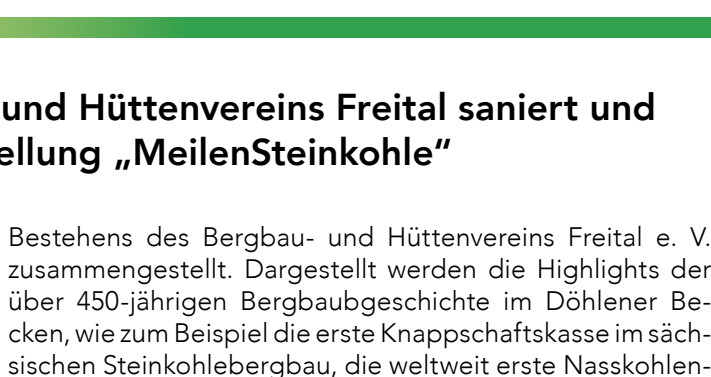 und Hüttenvereins Freital saniert und
ellung „MeilenSteinkohle“
Bestehens des Bergbau- und Hüttenvereins Freital e. V.
zusammengestellt. Dargestellt werden die Highlights der
über 450-jährigen Bergbaubgeschichte im Döhlener Be-
cken, wie zum Beispiel die erste Knappschaftskasse im säch-
sischen Steinkohlebergbau, die weltweit erste Nasskohlen-